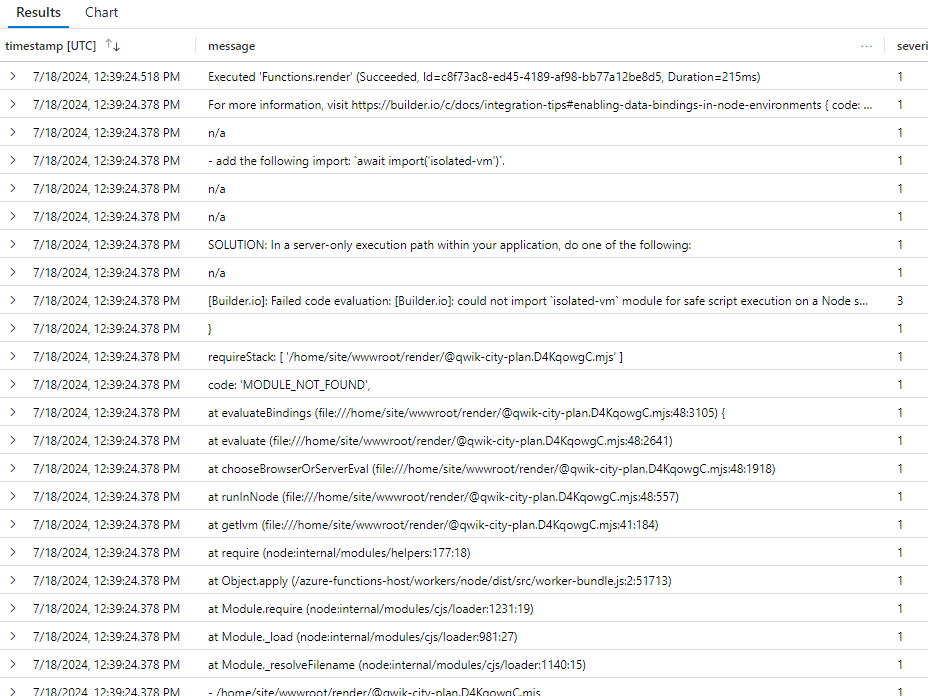 Results Chart
timestamp [UTC] ↑↓ message ... severi
7/18/2024, 12:39:24.518 PM Executed 'Functions.render' (Succeeded, Id=c8f73ac8-ed45-4189-af98-bb77a12be8d5, Duration=215ms) 1
7/18/2024, 12:39:24.378 PM For more information, visit https://builder.io/c/docs/integration-tips#enabling-data-bindings-in-node-environments { code: ... 1
7/18/2024, 12:39:24.378 PM n/a 1
7/18/2024, 12:39:24.378 PM - add the following import: `await import('isolated-vm')`. 1
7/18/2024, 12:39:24.378 PM n/a 1
7/18/2024, 12:39:24.378 PM n/a 1
7/18/2024, 12:39:24.378 PM SOLUTION: In a server-only execution path within your application, do one of the following: 1
7/18/2024, 12:39:24.378 PM n/a 1
7/18/2024, 12:39:24.378 PM [Builder.io]: Failed code evaluation: [Builder.io]: could not import `isolated-vm` module for safe script execution on a Node s... 3
7/18/2024, 12:39:24.378 PM } 1
7/18/2024, 12:39:24.378 PM requireStack: [ '/home/site/wwwroot/render/@qwik-city-plan.D4KqowgC.mjs' ] 1
7/18/2024, 12:39:24.378 PM code: 'MODULE_NOT_FOUND', 1
7/18/2024, 12:39:24.378 PM at evaluateBindings (file:///home/site/wwwroot/render/@qwik-city-plan.D4KqowgC.mjs:48:3105) { 1
7/18/2024, 12:39:24.378 PM at evaluate (file:///home/site/wwwroot/render/@qwik-city-plan.D4KqowgC.mjs:48:2641) 1
7/18/2024, 12:39:24.378 PM at chooseBrowserOrServerEval (file:///home/site/wwwroot/render/@qwik-city-plan.D4KqowgC.mjs:48:1918) 1
7/18/2024, 12:39:24.378 PM at runInNode (file:///home/site/wwwroot/render/@qwik-city-plan.D4KqowgC.mjs:48:557) 1
7/18/2024, 12:39:24.378 PM at getIvm (file:///home/site/wwwroot/render/@qwik-city-plan.D4KqowgC.mjs:41:184) 1
7/18/2024, 12:39:24.378 PM at require (node:internal/modules/helpers:177:18) 1
7/18/2024, 12:39:24.378 PM at Object.apply (/azure-functions-host/workers/node/dist/src/worker-bundle.js:2:51713) 1
7/18/2024, 12:39:24.378 PM at Module.require (node:internal/modules/cjs/loader:1231:19) 1
7/18/2024, 12:39:24.378 PM at Module._load (node:internal/modules/cjs/loader:981:27) 1
7/18/2024, 12:39:24.378 PM at Module._resolveFilename (node:internal/modules/cjs/loader:1140:15) 1
7/18/2024, 12:39:24.378 PM - /home/site/wwwroot/render/@qwik-city-plan.D4KqowgC.mjs 1